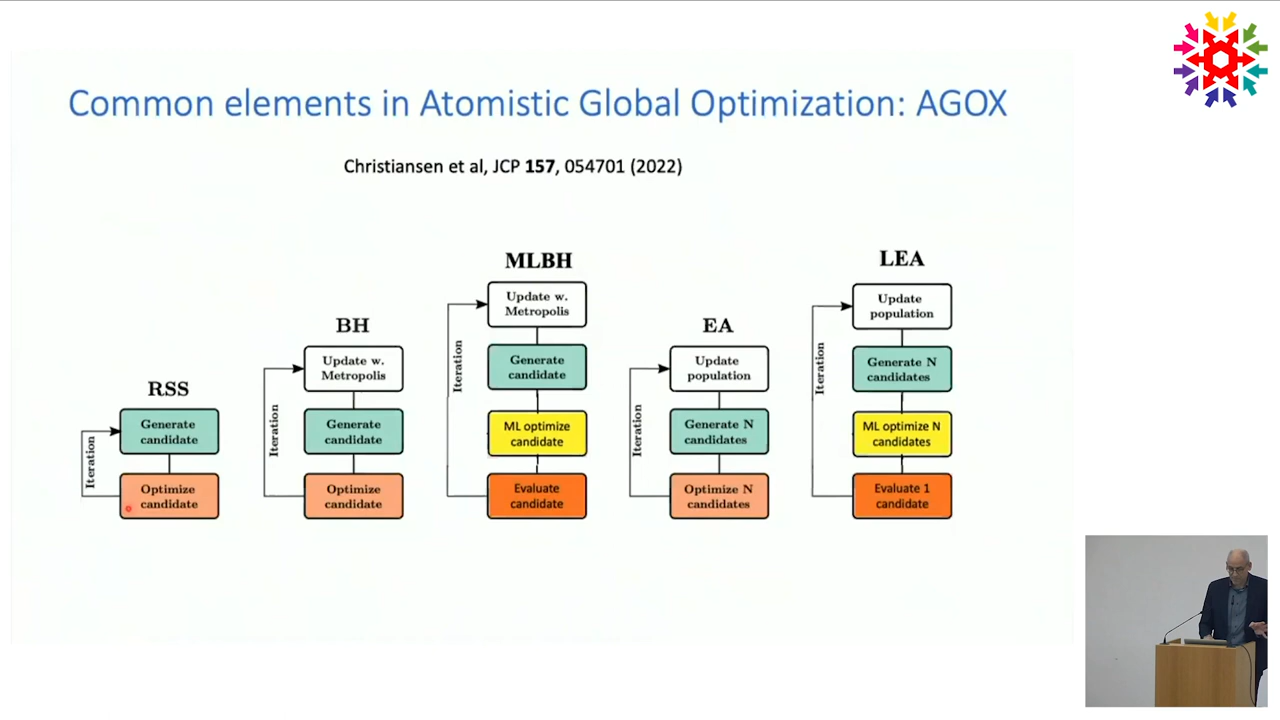 Common elements in Atomistic Global Optimization: AGOX
Christiansen et al, JCP 157, 054701 (2022)
RSS
Generate
candidate
Optimize
candidate
Iteration
BH
Update w.
Metropolis
Generate
candidate
Optimize
candidate
Iteration
MLBH
Update w.
Metropolis
Generate
candidate
ML optimize
candidate
Evaluate
candidate
Iteration
EA
Update
population
Generate N
candidates
Optimize N
candidates
Iteration
LEA
Update
population
Generate N
candidates
ML optimize N
candidates
Evaluate 1
candidate
Iteration